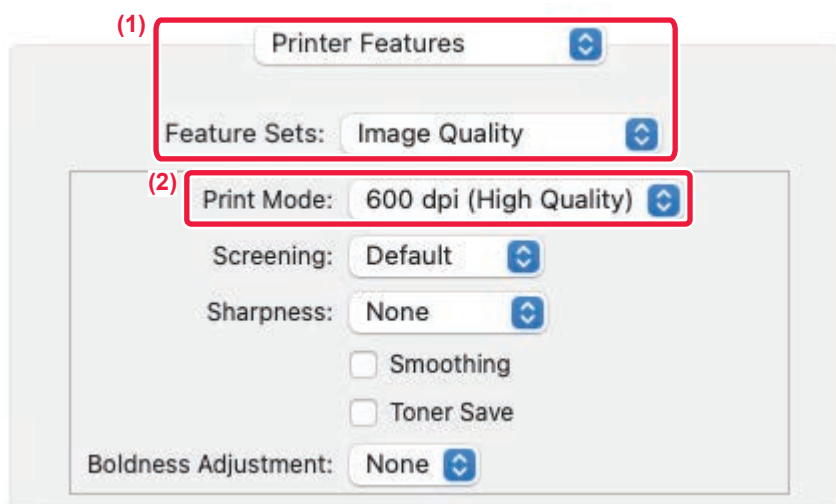 (1)
Printer Features
Feature Sets: Image Quality
(2)
Print Mode: 600 dpi (High Quality)
Screening: Default
Sharpness: None
Smoothing
Toner Save
Boldness Adjustment: None